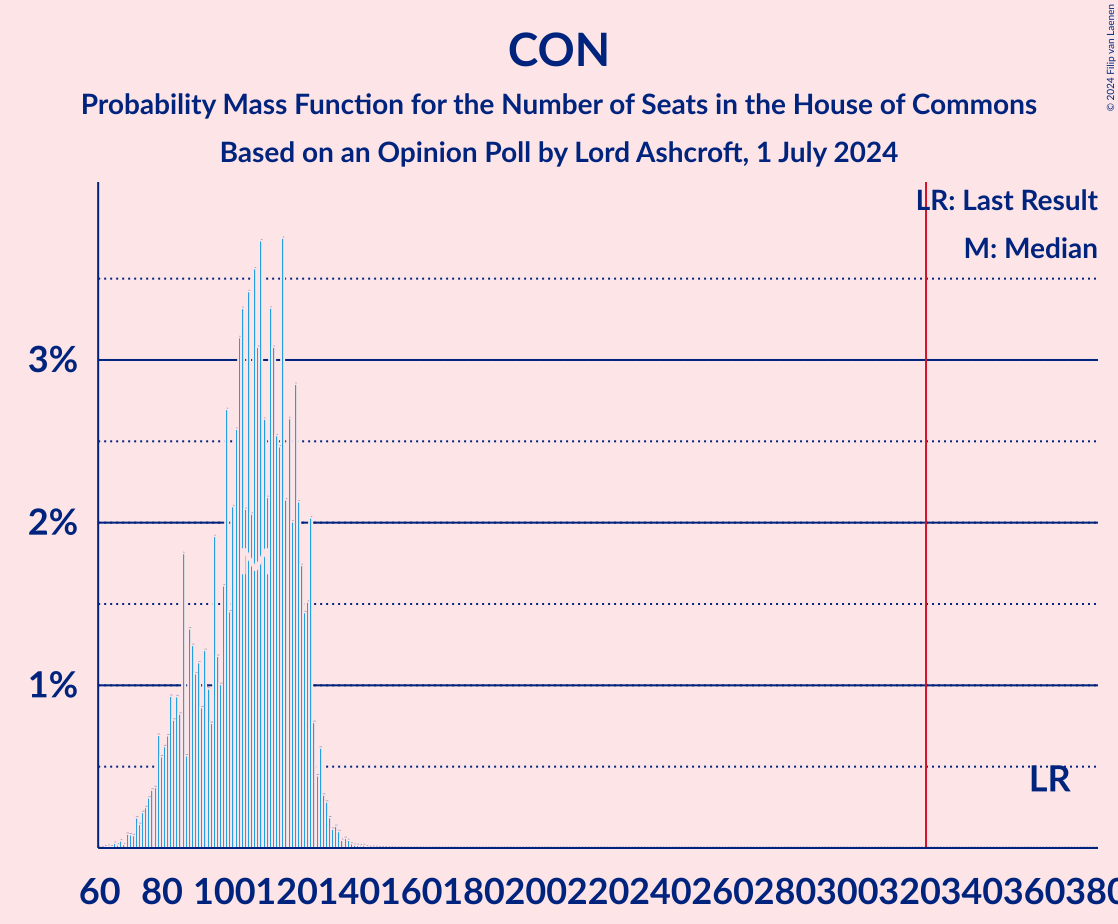 CON
Probability Mass Function for the Number of Seats in the House of Commons
Based on an Opinion Poll by Lord Ashcroft, 1 July 2024
© 2024 Filip van Laenen
LR: Last Result
M: Median
3%
2%
1%
M
LR
60 80 100 120 140 160 180 200 220 240 260 280 300 320 340 360 380